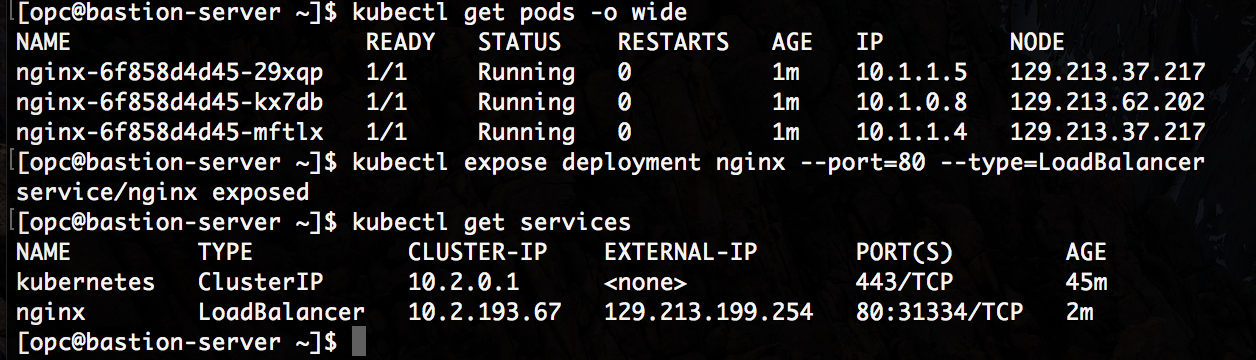 [opc@bastion-server ~]$ kubectl get pods -o wide
NAME READY STATUS RESTARTS AGE IP NODE
nginx-6f858d4d45-29xqp 1/1 Running 0 1m 10.1.1.5 129.213.37.217
nginx-6f858d4d45-kx7db 1/1 Running 0 1m 10.1.0.8 129.213.62.202
nginx-6f858d4d45-mftlx 1/1 Running 0 1m 10.1.1.4 129.213.37.217
[opc@bastion-server ~]$ kubectl expose deployment nginx --port=80 --type=LoadBalancer
service/nginx exposed
[opc@bastion-server ~]$ kubectl get services
NAME TYPE CLUSTER-IP EXTERNAL-IP PORT(S) AGE
kubernetes ClusterIP 10.2.0.1 <none> 443/TCP 45m
nginx LoadBalancer 10.2.193.67 129.213.199.254 80:31334/TCP 2m
[opc@bastion-server ~]$